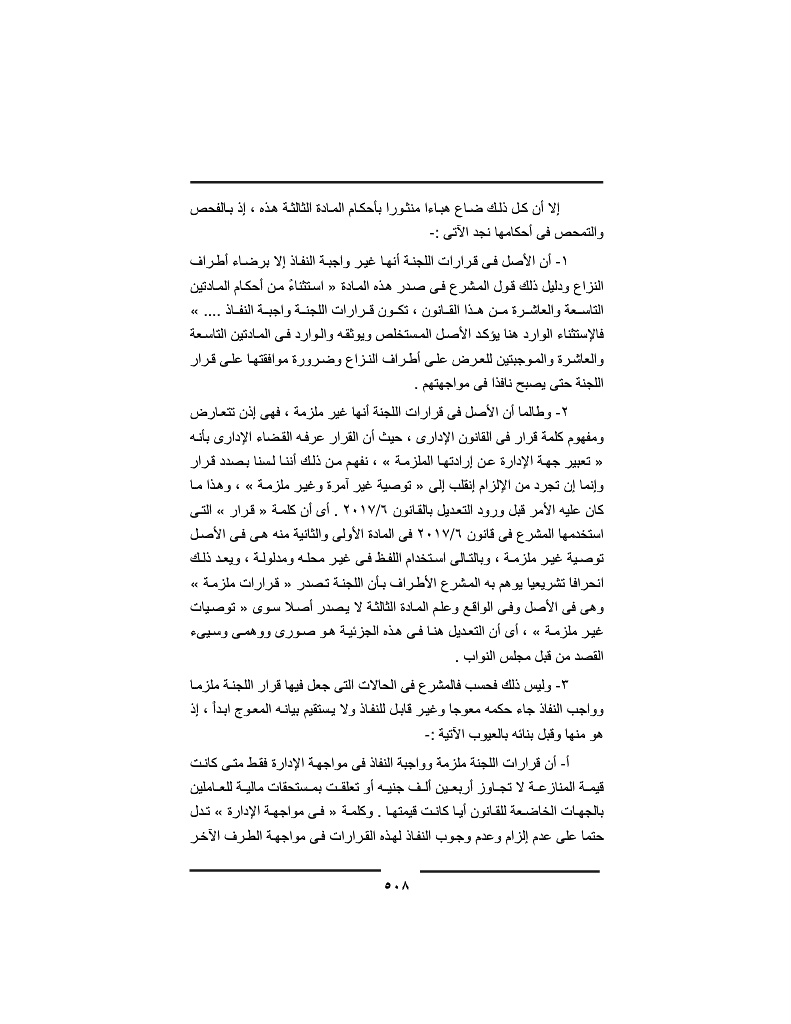 إلا أن كل ذلك ضاع هباءا منثورا بأحكام المادة الثالثة هذه ، إذ بالفحص
والتمحص فى أحكامها نجد الآتى :-
١- أن الأصل فى قرارات اللجنة أنها غير واجبة النفاذ إلا برضاء أطراف
النزاع ودليل ذلك قول المشرع فى صدر هذه المادة « استثناءً من أحكام المادتين
التاسعة والعاشرة من هذا القانون ، تكون قرارات اللجنة واجبة النفاذ .... »
فالإستثناء الوارد هنا يؤكد الأصل المستخلص ويوثقه والوارد فى المادتين التاسعة
والعاشرة والموجبتين للعرض على أطراف النزاع وضرورة موافقتها على قرار
اللجنة حتى يصبح نافذا فى مواجهتهم .
٢- وطالما أن الأصل فى قرارات اللجنة أنها غير ملزمة ، فهى إذن تتعارض
ومفهوم كلمة قرار فى القانون الإدارى ، حيث أن القرار عرفه القضاء الإدارى بأنه
« تعبير جهة الإدارة عن إرادتها الملزمة » ، نفهم من ذلك أننا لسنا بصدد قرار
وإنما إن تجرد من الإلزام إنقلب إلى « توصية غير آمرة وغير ملزمة » ، وهذا ما
كان عليه الأمر قبل ورود التعديل بالقانون ٢٠١٧/٦ . أى أن كلمة « قرار » التى
استخدمها المشرع فى قانون ٢٠١٧/٦ فى المادة الأولى والثانية منه هى فى الأصل
توصية غير ملزمة ، وبالتالى استخدام اللفظ فى غير محله ومدلولة ، ويعد ذلك
انحرافا تشريعيا يوهم به المشرع الأطراف بأن اللجنة تصدر « قرارات ملزمة »
وهى فى الأصل وفى الواقع وعلم المادة الثالثة لا يصدر أصلا سوى « توصيات
غير ملزمة » ، أى أن التعديل هنا فى هذه الجزئية هو صورى ووهمى وسيىء
القصد من قبل مجلس النواب .
٣- وليس ذلك فحسب فالمشرع فى الحالات التى جعل فيها قرار اللجنة ملزما
وواجب النفاذ جاء حكمه معوجا وغير قابل للنفاذ ولا يستقيم بيانه المعوج ابدأ ، إذ
هو منها وقبل بنائه بالعيوب الآتية :-
أ- أن قرارات اللجنة ملزمة وواجبة النفاذ فى مواجهة الإدارة فقط متى كانت
قيمة المنازعة لا تجاوز أربعين ألف جنيه أو تعلقت بمستحقات مالية للعاملين
بالجهات الخاضعة للقانون أيا كانت قيمتها . وكلمة « فى مواجهة الإدارة » تدل
حتما على عدم إلزام وعدم وجوب النفاذ لهذه القرارات فى مواجهة الطرف الآخر
٥٠٨